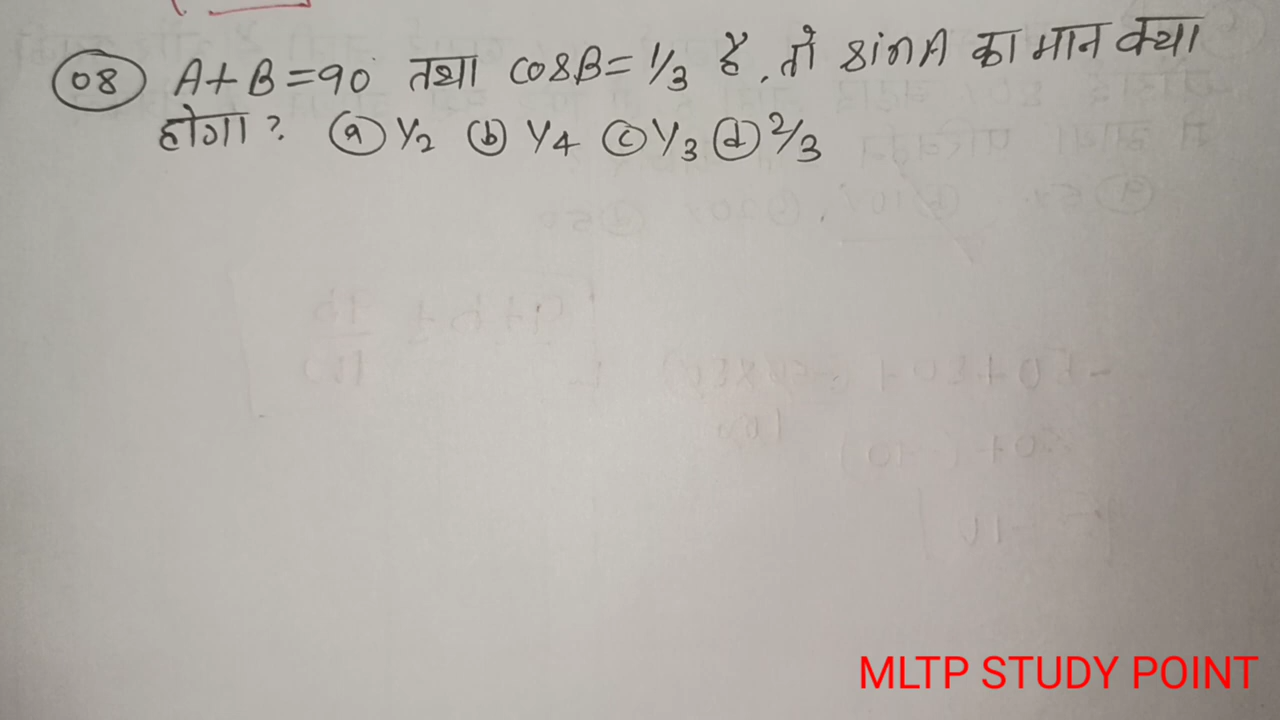 08 A+B=90° तथा cosB= 1/3 है, तो sinA का मान क्या
होगा? (a) 1/2 (b) 1/4 (c) 1/3 (d) 2/3
MLTP STUDY POINT